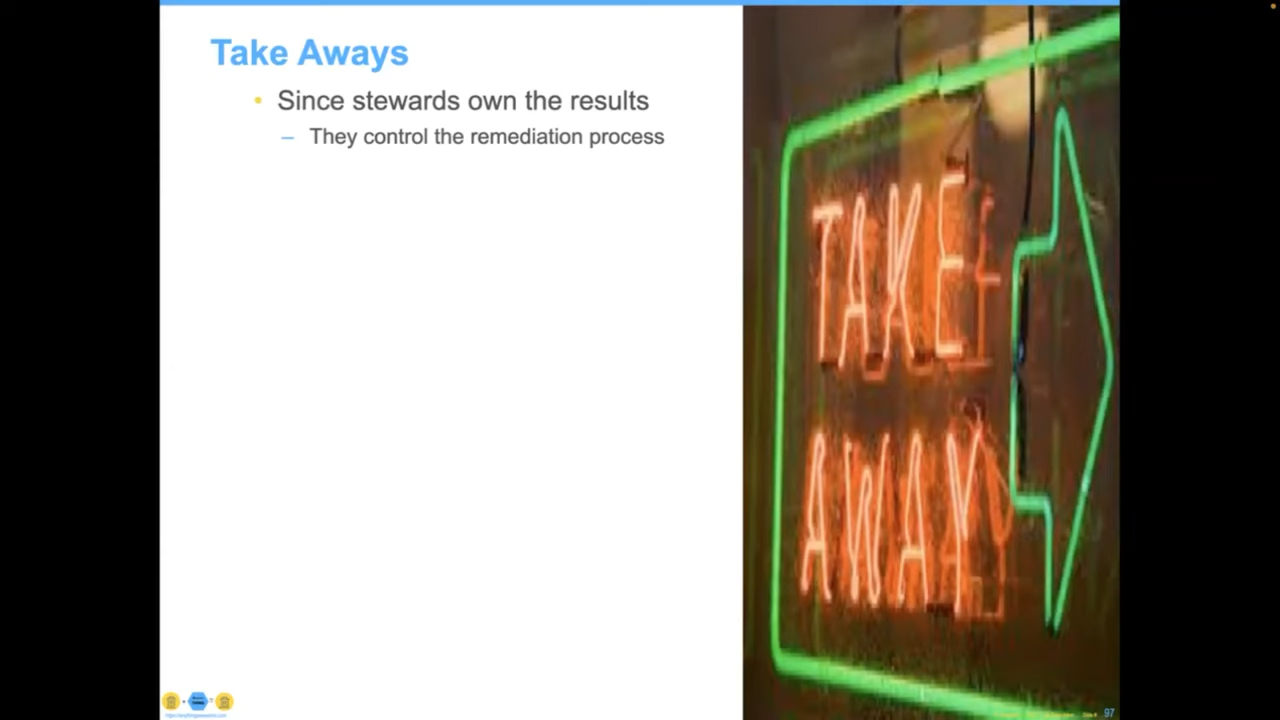 Take Aways
• Since stewards own the results
– They control the remediation process
TAKE
AWAY
97